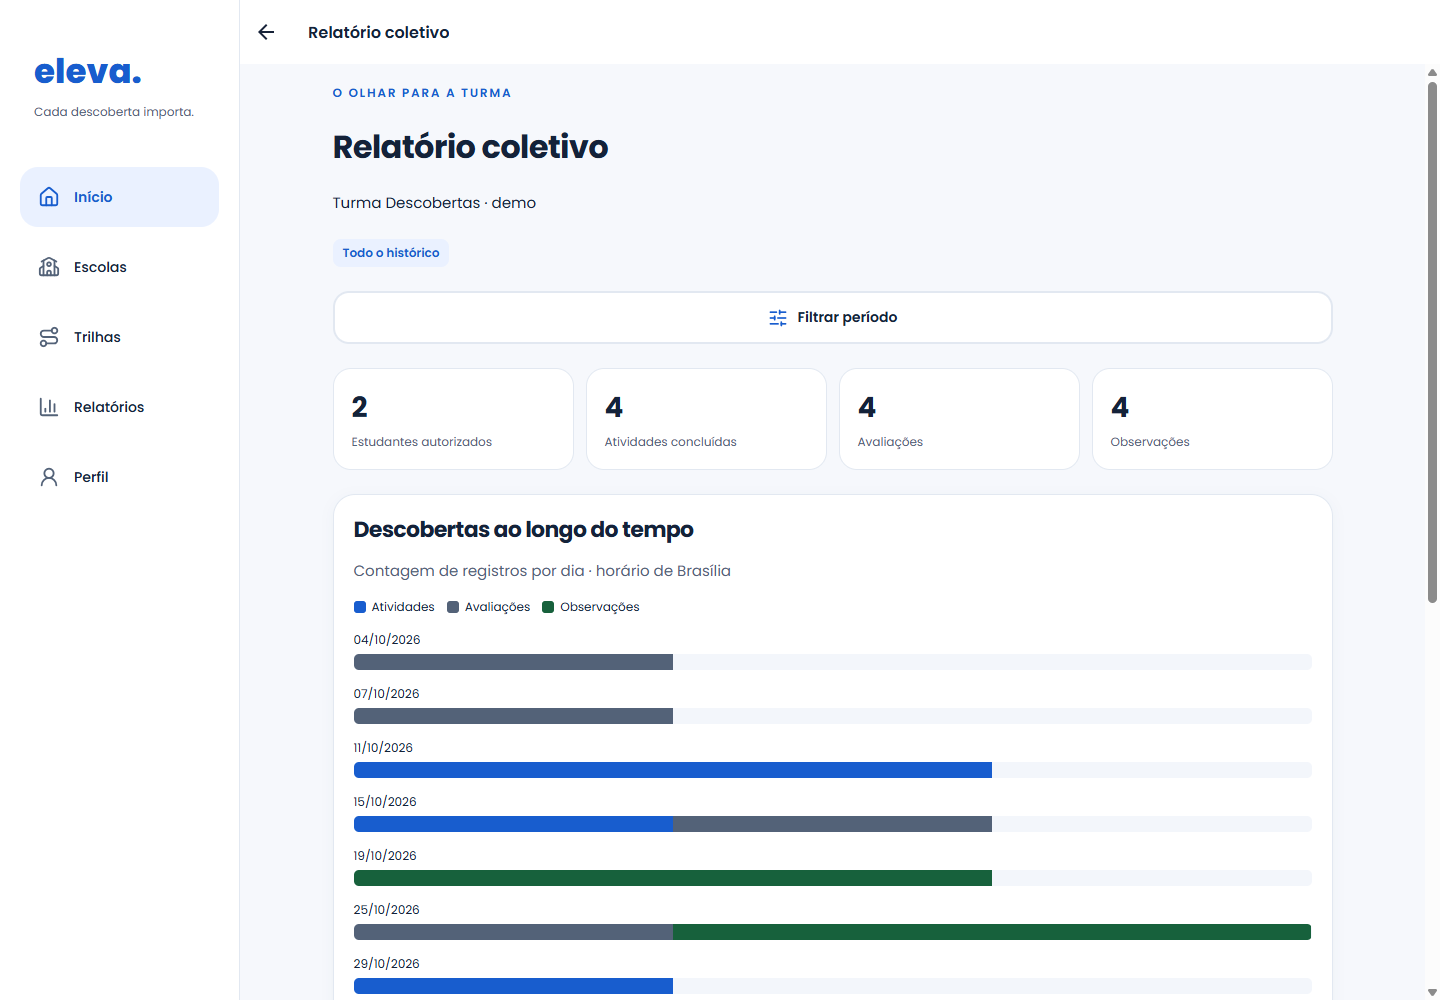 eleva.
Cada descoberta importa.
Início
Escolas
Trilhas
Relatórios
Perfil
Relatório coletivo
O OLHAR PARA A TURMA
Relatório coletivo
Turma Descobertas · demo
Todo o histórico
Filtrar período
2
Estudantes autorizados
4
Atividades concluídas
4
Avaliações
4
Observações
Descobertas ao longo do tempo
Contagem de registros por dia · horário de Brasília
Atividades Avaliações Observações
04/10/2026
07/10/2026
11/10/2026
15/10/2026
19/10/2026
25/10/2026
29/10/2026